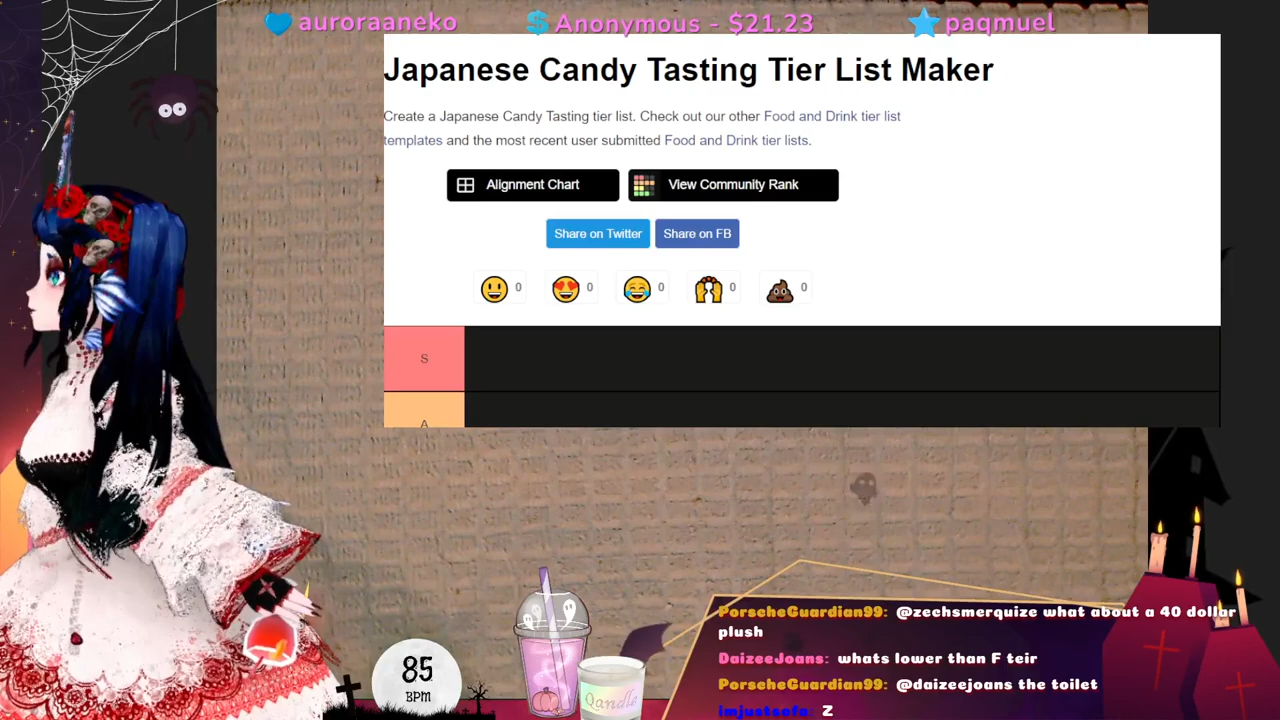 auroraaneko
Anonymous - $21.23
paqmuel
Japanese Candy Tasting Tier List Maker
Create a Japanese Candy Tasting tier list. Check out our other Food and Drink tier list
templates and the most recent user submitted Food and Drink tier lists.
Alignment Chart
View Community Rank
Share on Twitter
Share on FB
0
0
0
0
0
S
A
85
BPM
Qandle
PorscheGuardian99: @zechsmerquize what about a 40 dollar
plush
DaizeeJoans: whats lower than F teir
PorscheGuardian99: @daizeejoans the toilet
imjustsofa: Z